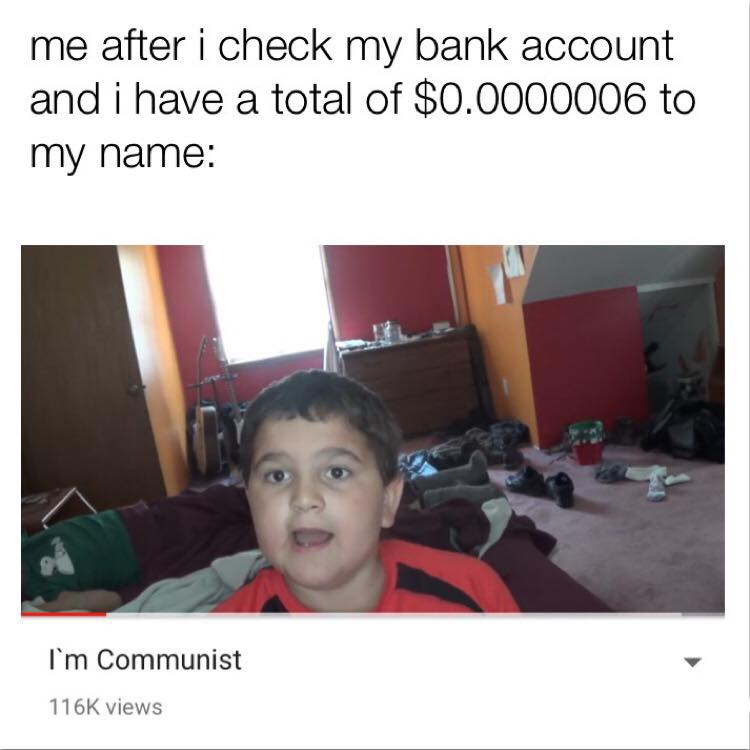 me after i check my bank account
and i have a total of $0.0000006 to
my name:
I`m Communist
116K views